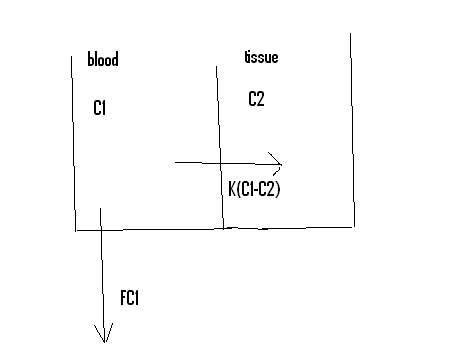 blood
tissue
C1
C2
K(C1-C2)
FC1